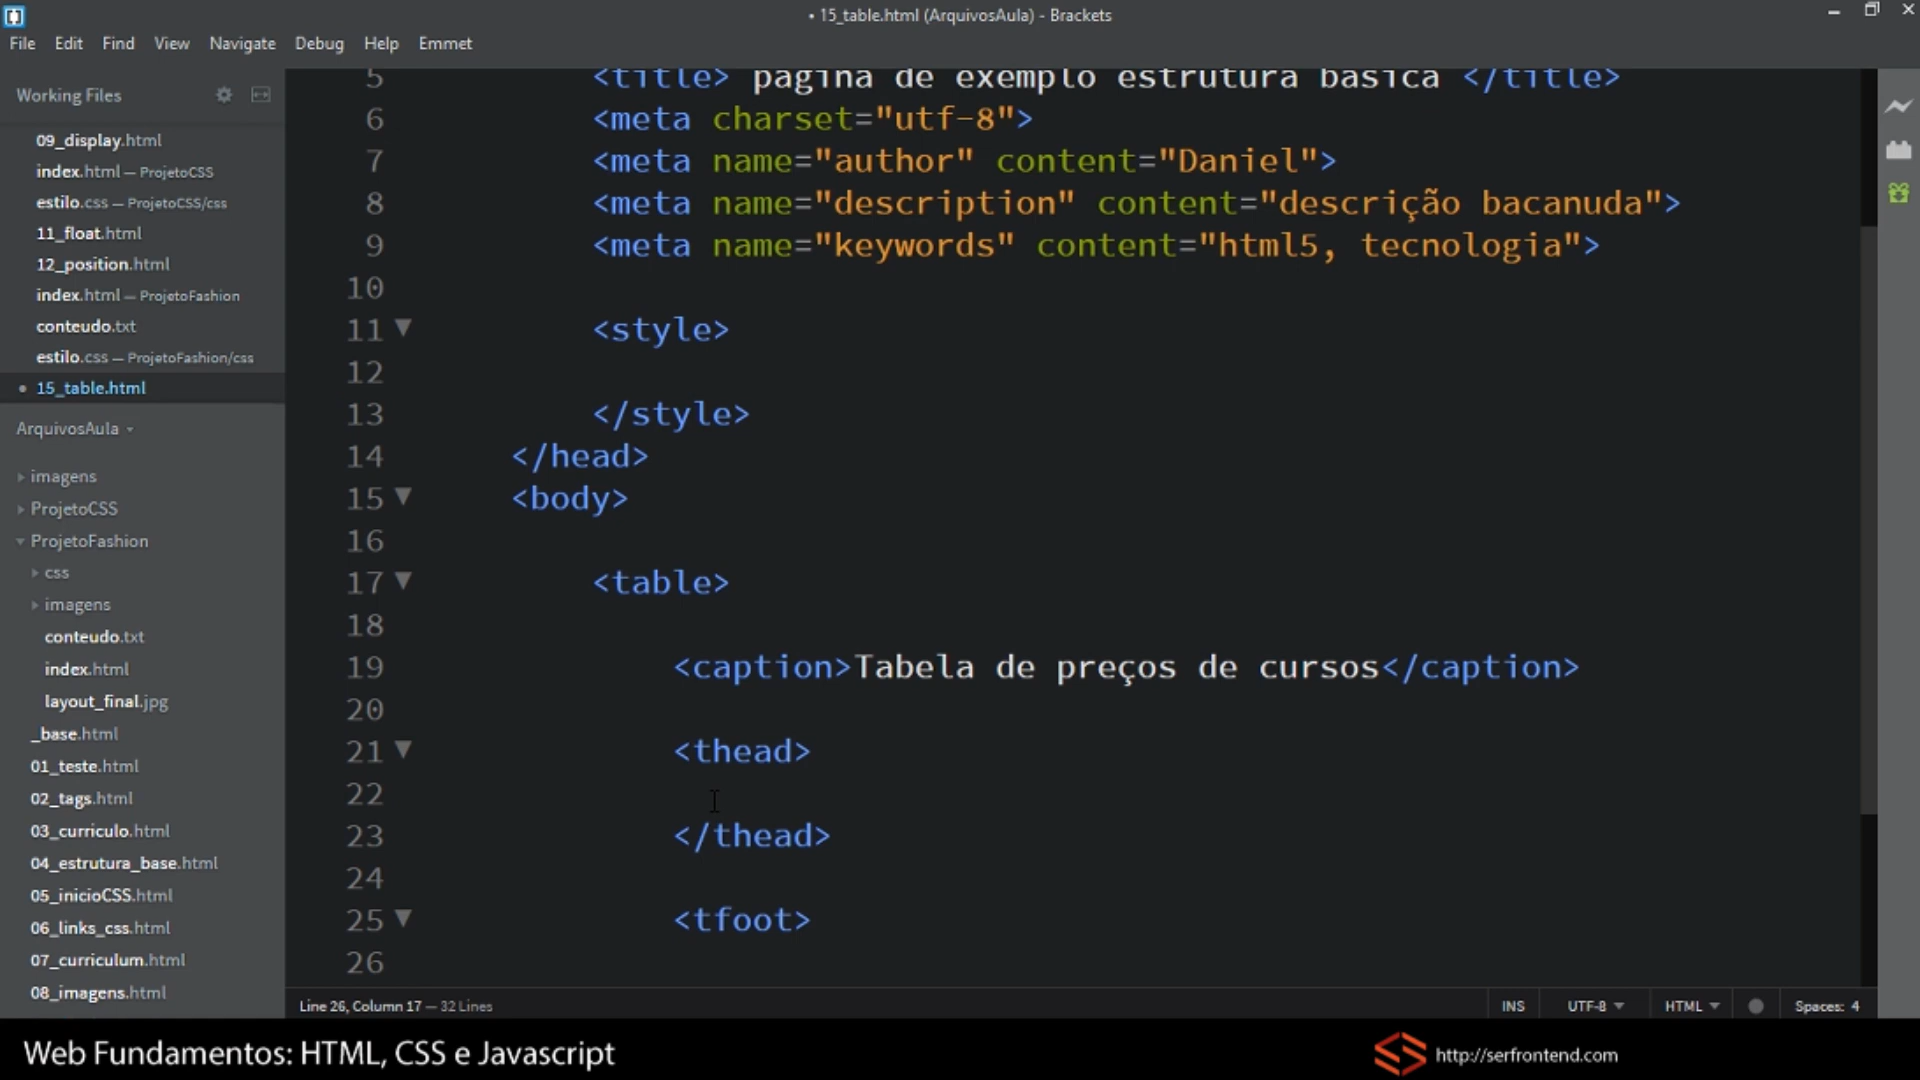 • 15_table.html (ArquivosAula) - Brackets
File Edit Find View Navigate Debug Help Emmet
Working Files
09_display.html
index.html — ProjetoCSS
estilo.css — ProjetoCSS/css
11_float.html
12_position.html
index.html — ProjetoFashion
conteudo.txt
estilo.css — ProjetoFashion/css
• 15_table.html
ArquivosAula
imagens
ProjetoCSS
ProjetoFashion
css
imagens
conteudo.txt
index.html
layout_final.jpg
_base.html
01_teste.html
02_tags.html
03_curriculo.html
04_estrutura_base.html
05_inicioCSS.html
06_links_css.html
07_curriculum.html
08_imagens.html
5 <title> pagina de exemplo estrutura basica </title>
6 <meta charset="utf-8">
7 <meta name="author" content="Daniel">
8 <meta name="description" content="descrição bacanuda">
9 <meta name="keywords" content="html5, tecnologia">
10
11 <style>
12
13 </style>
14 </head>
15 <body>
16
17 <table>
18
19 <caption>Tabela de preços de cursos</caption>
20
21 <thead>
22
23 </thead>
24
25 <tfoot>
26
Line 26, Column 17 — 32 Lines
INS UTF-8 HTML Spaces: 4
Web Fundamentos: HTML, CSS e Javascript
http://serfrontend.com